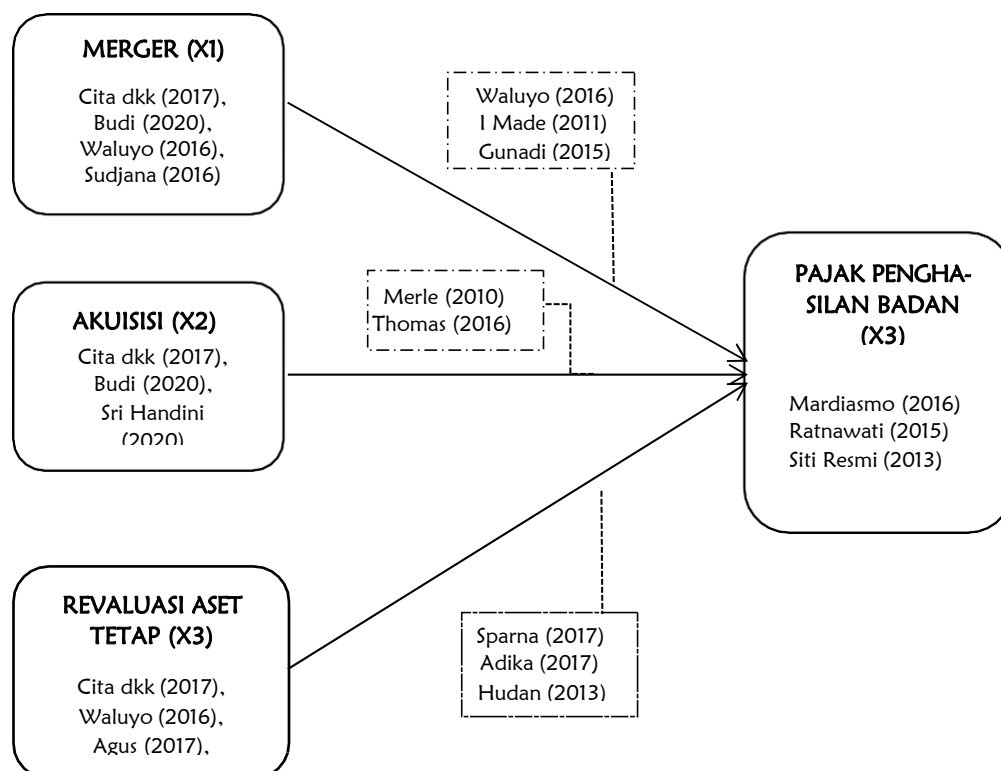 MERGER (X1)
Cita dkk (2017),
Budi (2020),
Waluyo (2016),
Sudjana (2016)
Waluyo (2016)
I Made (2011)
Gunadi (2015)
AKUISISI (X2)
Cita dkk (2017),
Budi (2020),
Sri Handini
(2020)
Merle (2010)
Thomas (2016)
PAJAK PENGHA-
SILAN BADAN
(X3)
Mardiasmo (2016)
Ratnawati (2015)
Siti Resmi (2013)
REVALUASI ASET
TETAP (X3)
Cita dkk (2017),
Waluyo (2016),
Agus (2017),
Sparna (2017)
Adika (2017)
Hudan (2013)